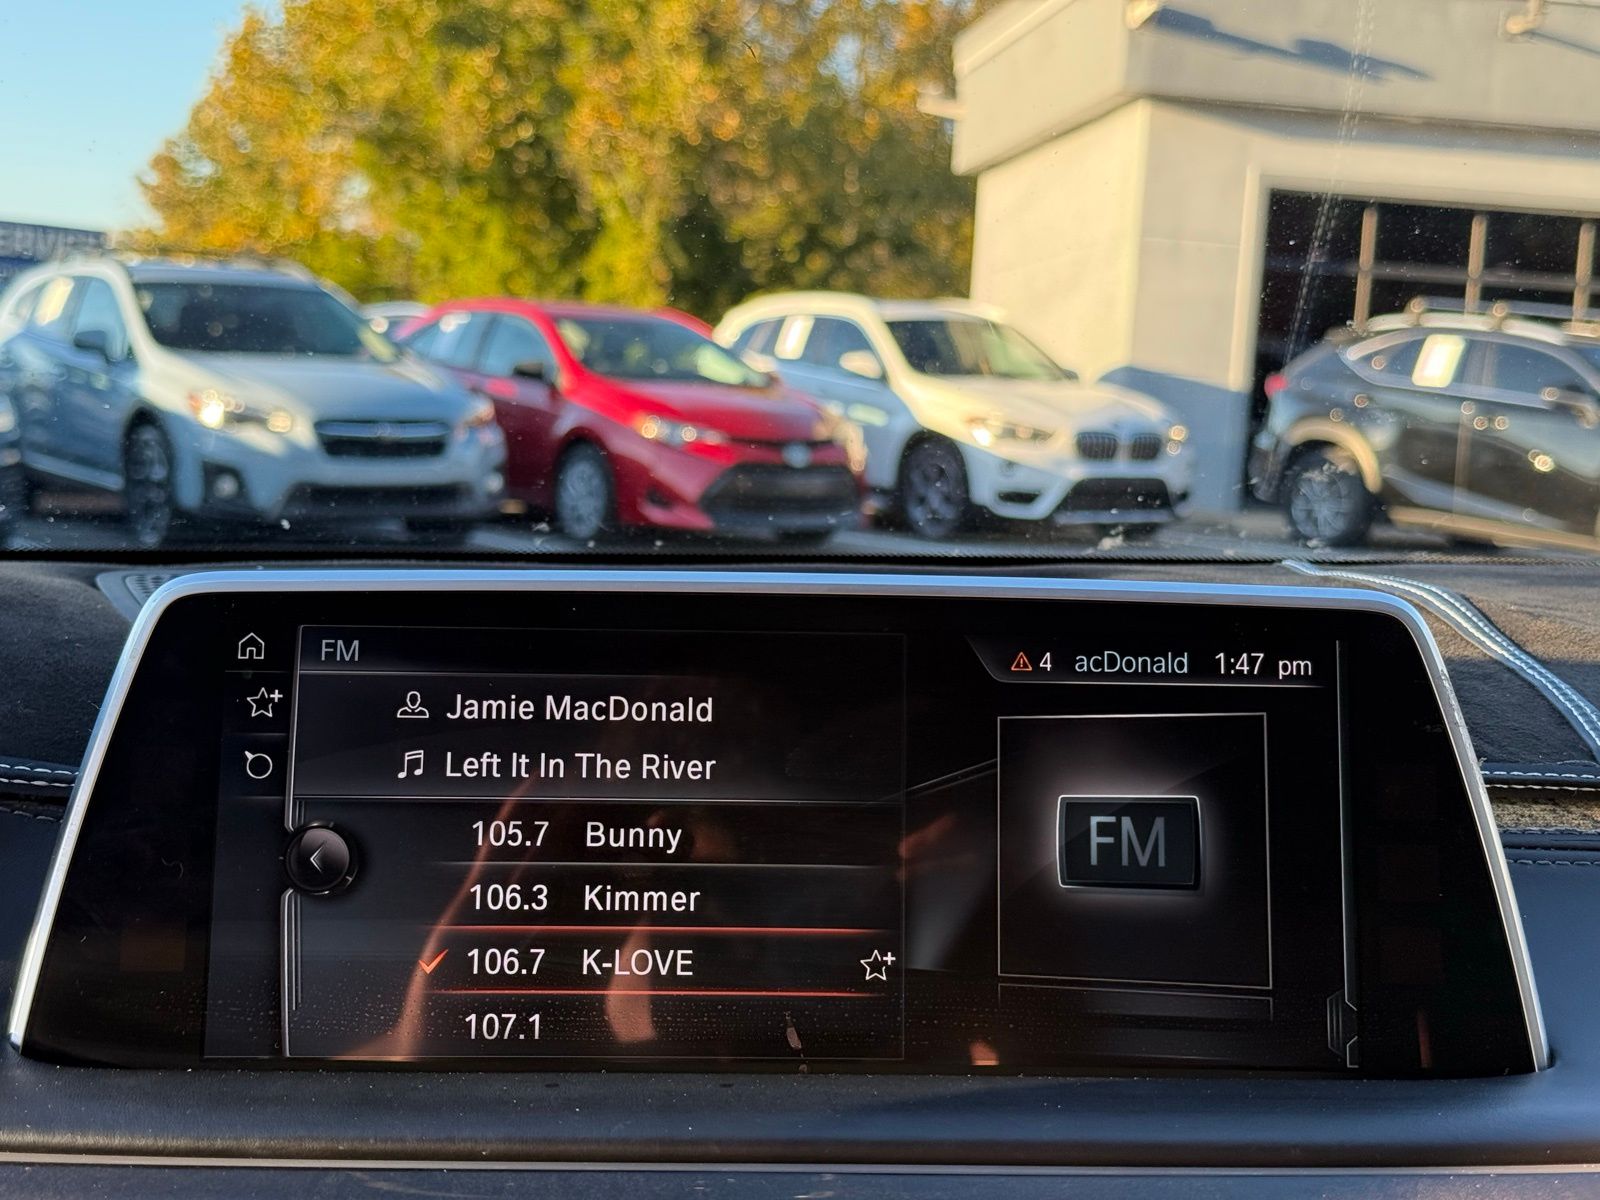 FM
4 acDonald 1:47 pm
Jamie MacDonald
Left It In The River
105.7 Bunny
106.3 Kimmer
106.7 K-LOVE
107.1
FM